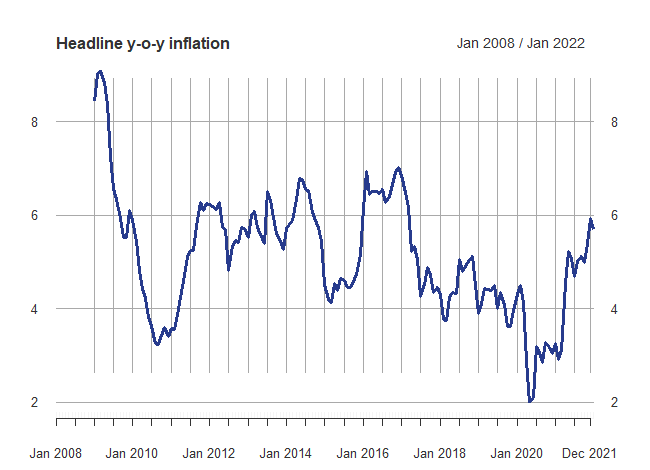 Headline y-o-y inflation
Jan 2008 / Jan 2022
8 8
6 6
4 4
2 2
Jan 2008 Jan 2010 Jan 2012 Jan 2014 Jan 2016 Jan 2018 Jan 2020 Dec 2021